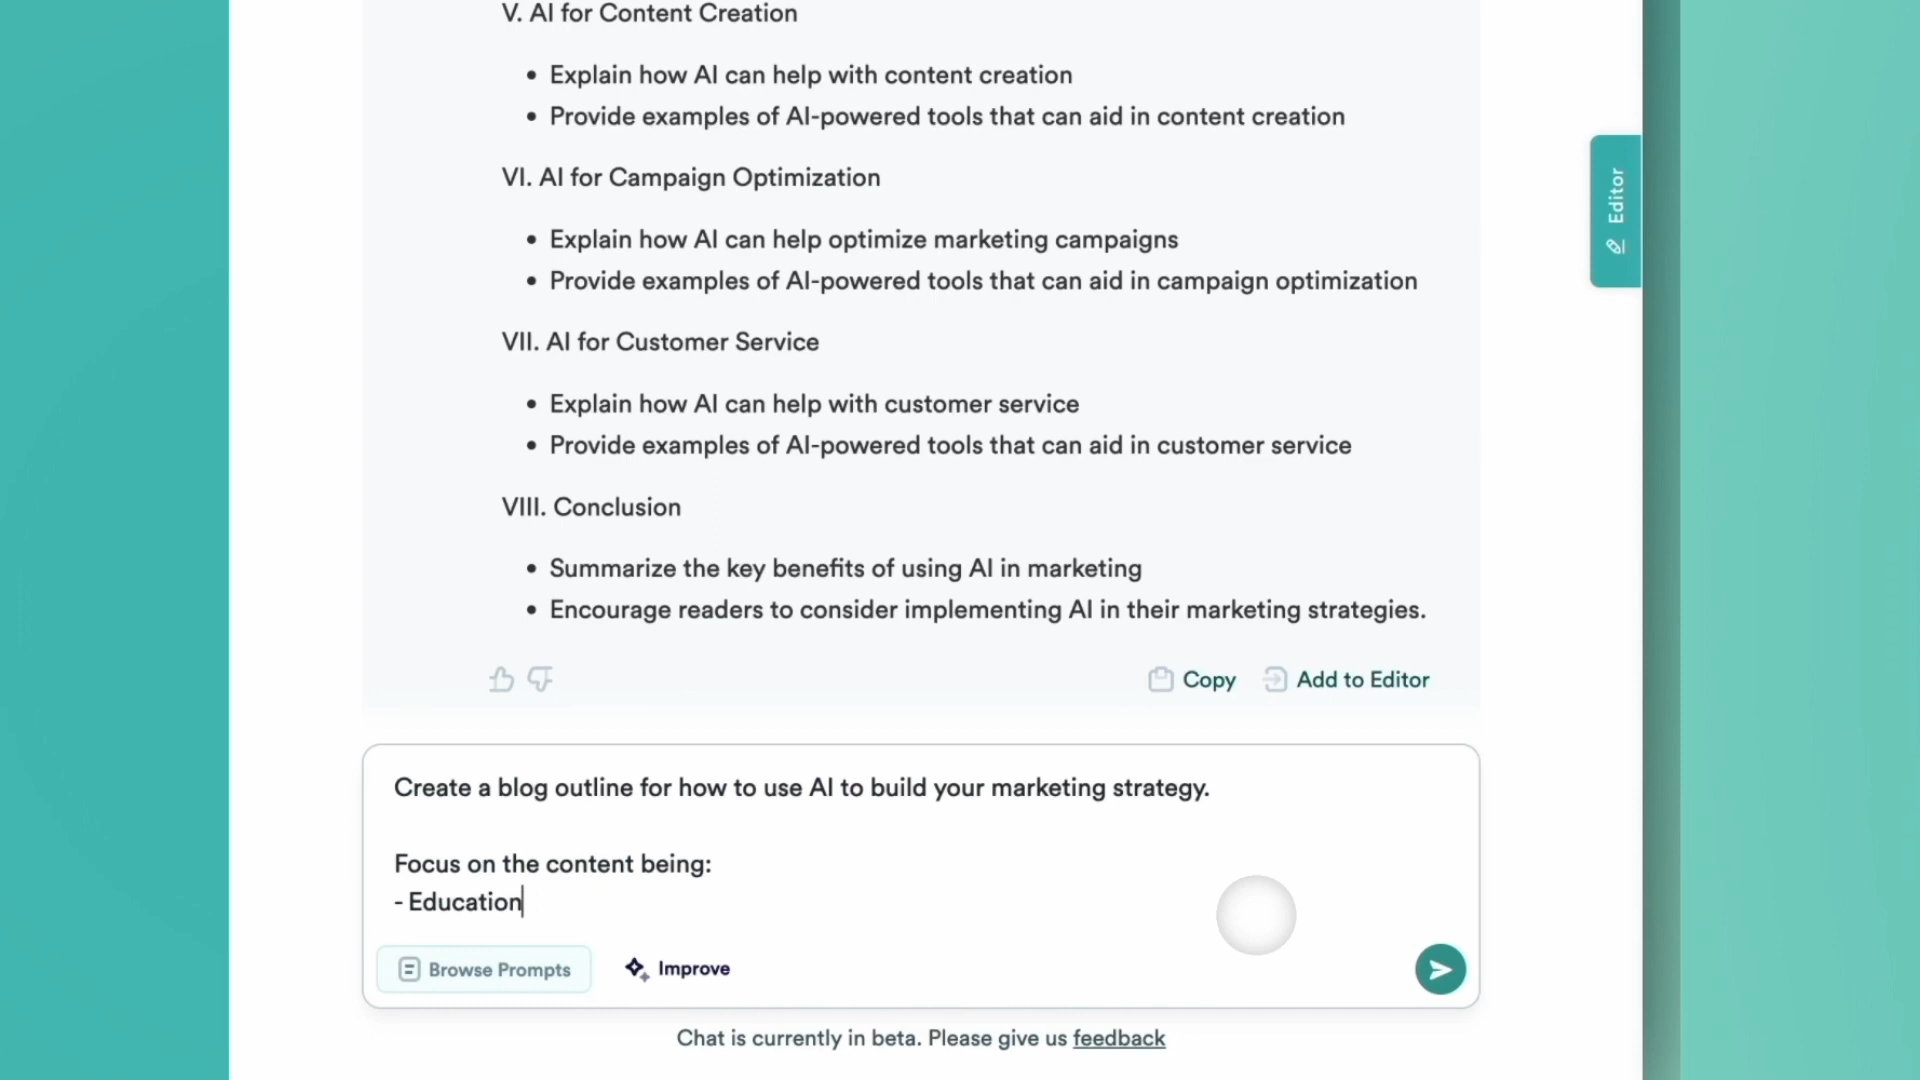 V. AI for Content Creation
• Explain how AI can help with content creation
• Provide examples of AI-powered tools that can aid in content creation
VI. AI for Campaign Optimization
• Explain how AI can help optimize marketing campaigns
• Provide examples of AI-powered tools that can aid in campaign optimization
VII. AI for Customer Service
• Explain how AI can help with customer service
• Provide examples of AI-powered tools that can aid in customer service
VIII. Conclusion
• Summarize the key benefits of using AI in marketing
• Encourage readers to consider implementing AI in their marketing strategies.
Copy
Add to Editor
Editor
Create a blog outline for how to use AI to build your marketing strategy.
Focus on the content being:
- Education
Browse Prompts
Improve
Chat is currently in beta. Please give us feedback